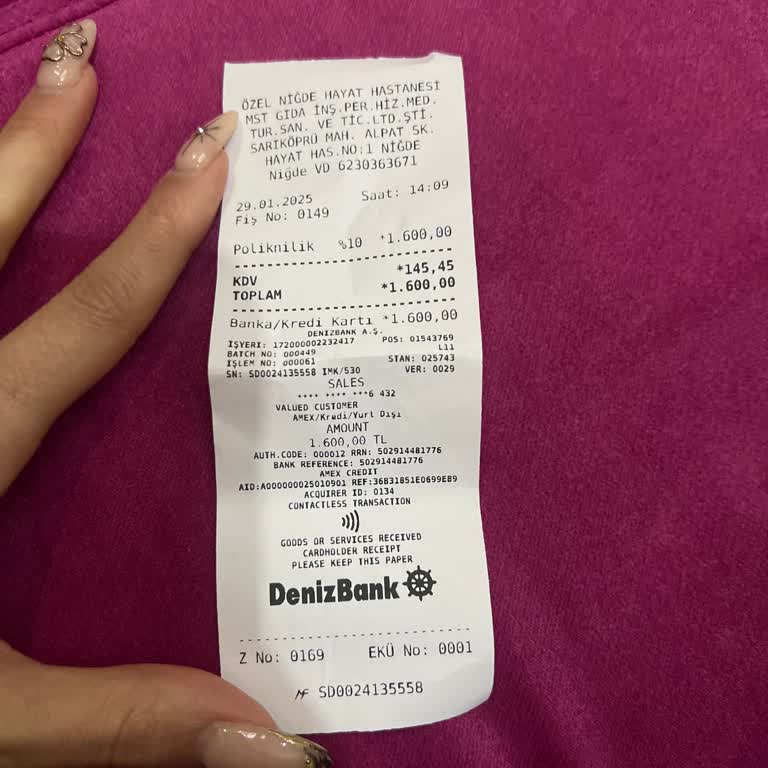 ÖZEL NİĞDE HAYAT HASTANESİ
MST GIDA İNŞ.PER.HİZ.MED.
TUR.SAN. VE TİC.LTD.ŞTİ.
SARIKÖPRÜ MAH. ALPAT SK.
HAYAT HAS.NO:1 NİĞDE
Niğde VD 6230363671
29.01.2025 Saat: 14:09
Fiş No: 0149
Poliknilik %10 *1.600,00
KDV *145,45
TOPLAM *1.600,00
Banka/Kredi Kartı *1.600,00
DENIZBANK A.Ş.
İŞYERI: 172000002232417 POS: 01543769
BATCH NO: 000449 L11
İŞLEM NO: 000061 STAN: 025743
SN: SD0024135558 IMK/530 VER: 0029
SALES
**** **** ***6 432
VALUED CUSTOMER
AMEX/Kredi/Yurt Dışı
AMOUNT
1.600,00 TL
AUTH.CODE: 000012 RRN: 502914481776
BANK REFERENCE: 502914481776
AMEX CREDIT
AID:A000000025010901 REF:36B31851E0699EB9
ACQUIRER ID: 0134
CONTACTLESS TRANSACTION
GOODS OR SERVICES RECEIVED
CARDHOLDER RECEIPT
PLEASE KEEP THIS PAPER
DenizBank
Z No: 0169 EKÜ No: 0001
MF SD0024135558